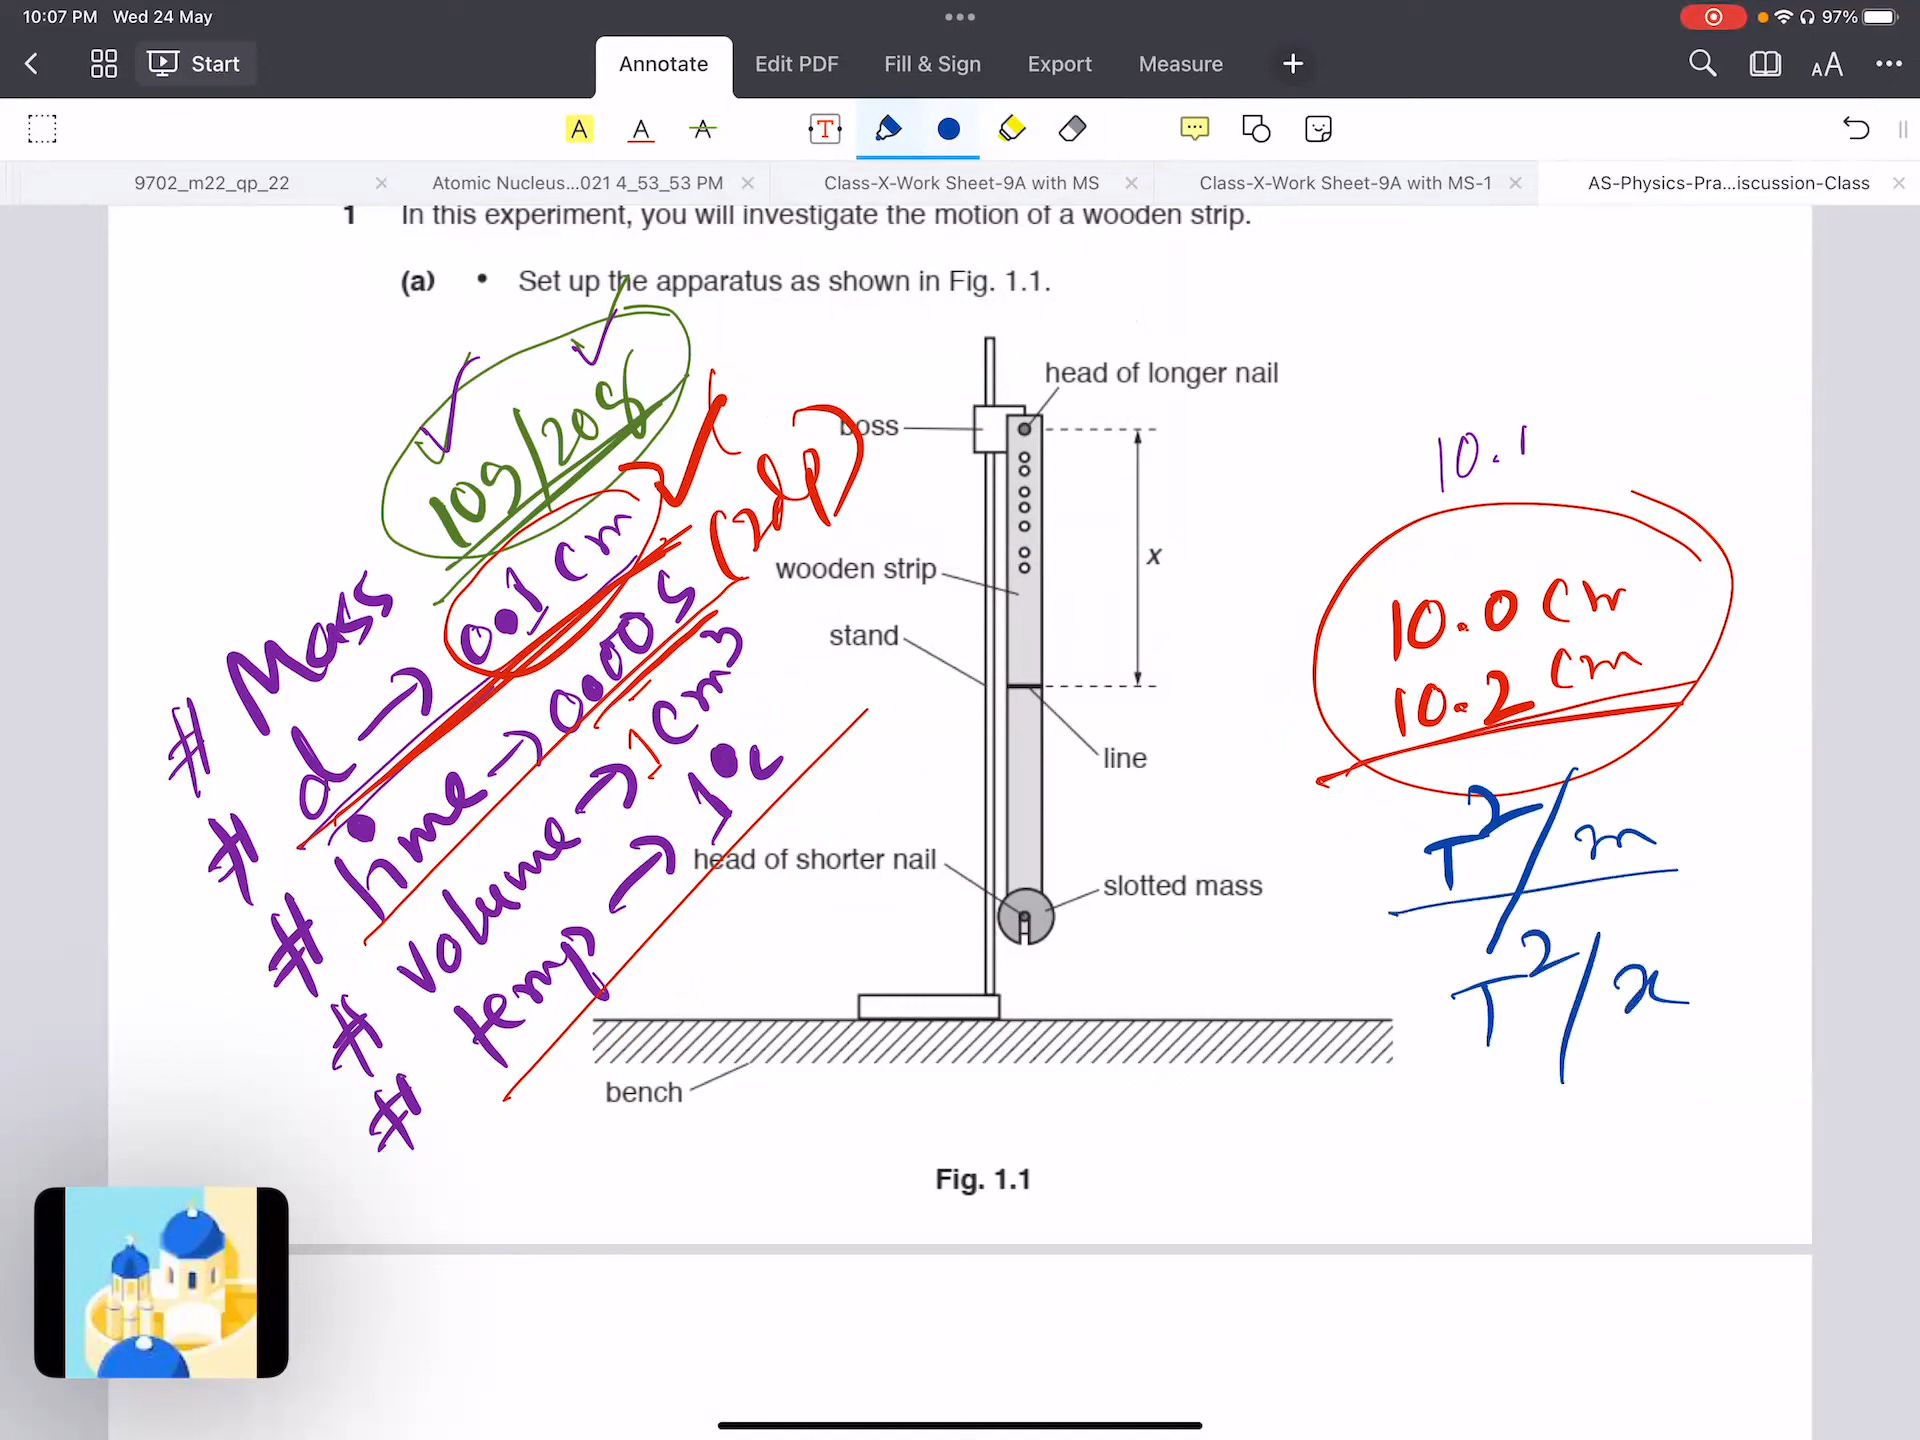 10:07 PM Wed 24 May
97%
Start
Annotate
Edit PDF
Fill & Sign
Export
Measure
9702_m22_qp_22
Atomic Nucleus...021 4_53_53 PM
Class-X-Work Sheet-9A with MS
Class-X-Work Sheet-9A with MS-1
AS-Physics-Pra...iscussion-Class
1 In this experiment, you will investigate the motion of a wooden strip.
(a) • Set up the apparatus as shown in Fig. 1.1.
head of longer nail
boss
x
wooden strip
stand
line
head of shorter nail
slotted mass
bench
Fig. 1.1
# Mass 10g/20g
# d → 0.1 cm
# time → 0.00s (2dp)
# volume → 1 cm3
# temp → 1°c
10.1
10.0 cm
10.2 cm
T2/m
T2/x